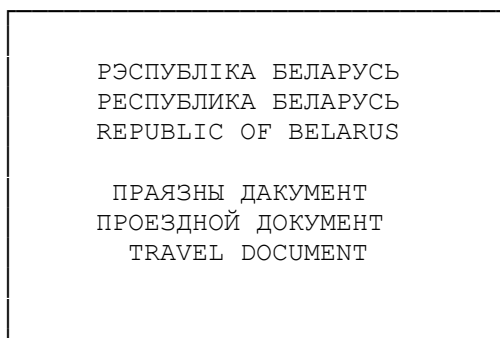 РЭСПУБЛІКА БЕЛАРУСЬ
РЕСПУБЛИКА БЕЛАРУСЬ
REPUBLIC OF BELARUS
ПРАЯЗНЫ ДАКУМЕНТ
ПРОЕЗДНОЙ ДОКУМЕНТ
TRAVEL DOCUMENT